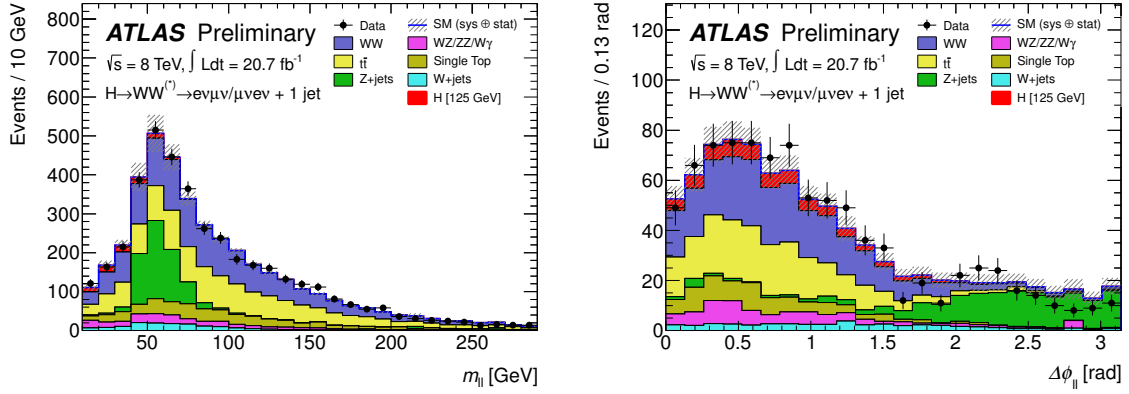 ATLAS Preliminary
√s = 8 TeV, ∫ Ldt = 20.7 fb⁻¹
H→WW⁽*⁾→eνμν/μνeν + 1 jet
Data
SM (sys ⊕ stat)
WW
WZ/ZZ/Wγ
tt̄
Single Top
Z+jets
W+jets
H [125 GeV]
Events / 10 GeV
800
700
600
500
400
300
200
100
0
50 100 150 200 250
m_ll [GeV]
ATLAS Preliminary
√s = 8 TeV, ∫ Ldt = 20.7 fb⁻¹
H→WW⁽*⁾→eνμν/μνeν + 1 jet
Data
SM (sys ⊕ stat)
WW
WZ/ZZ/Wγ
tt̄
Single Top
Z+jets
W+jets
H [125 GeV]
Events / 0.13 rad
120
100
80
60
40
20
0
0 0.5 1 1.5 2 2.5 3
Δϕ_ll [rad]